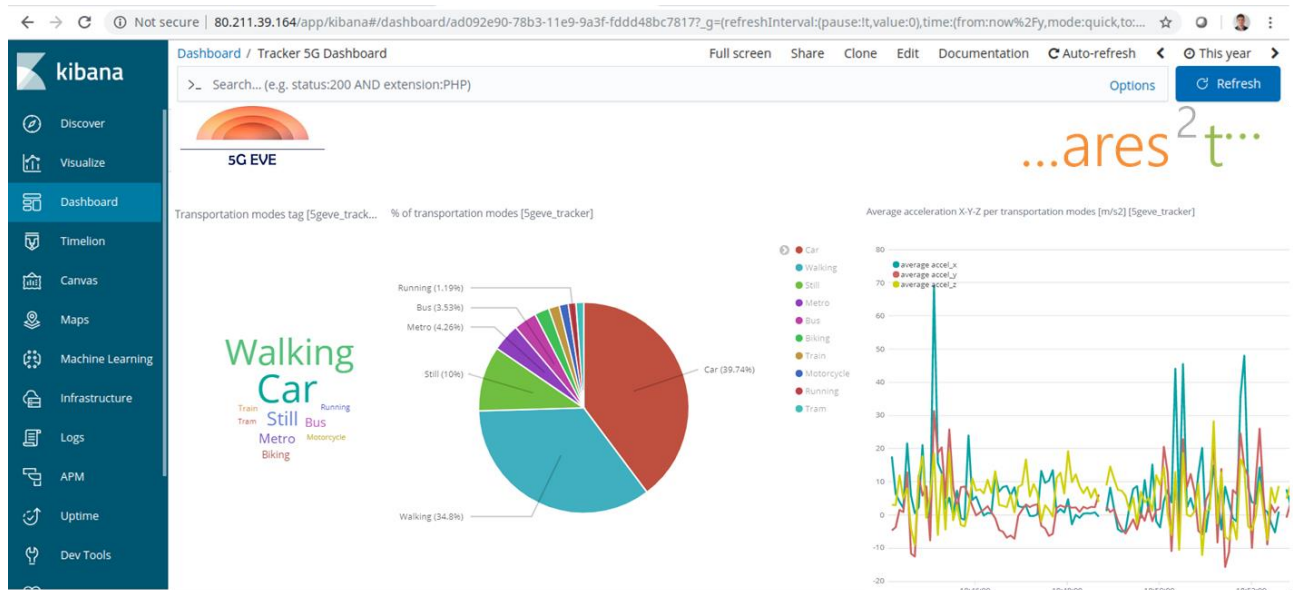 Not secure | 80.211.39.164/app/kibana#/dashboard/ad092e90-78b3-11e9-9a3f-fddd48bc7817?_g=(refreshInterval:(pause:!t,value:0),time:(from:now%2Fy,mode:quick,to:...
kibana
Discover
Visualize
Dashboard
Timelion
Canvas
Maps
Machine Learning
Infrastructure
Logs
APM
Uptime
Dev Tools
Dashboard / Tracker 5G Dashboard
Full screen Share Clone Edit Documentation Auto-refresh This year
>_ Search... (e.g. status:200 AND extension:PHP)
Options
Refresh
5G EVE
...ares2t...
Transportation modes tag [5geve_track...
Walking
Car
Train
Running
Tram
Still
Bus
Metro
Motorcycle
Biking
% of transportation modes [5geve_tracker]
Running (1.19%)
Bus (3.53%)
Metro (4.26%)
Still (10%)
Walking (34.8%)
Car (39.74%)
Car
Walking
Still
Metro
Bus
Biking
Train
Motorcycle
Running
Tram
Average acceleration X-Y-Z per transportation modes [m/s2] [5geve_tracker]
average accel_x
average accel_y
average accel_z
80
70
60
50
40
30
20
10
0
-10
-20